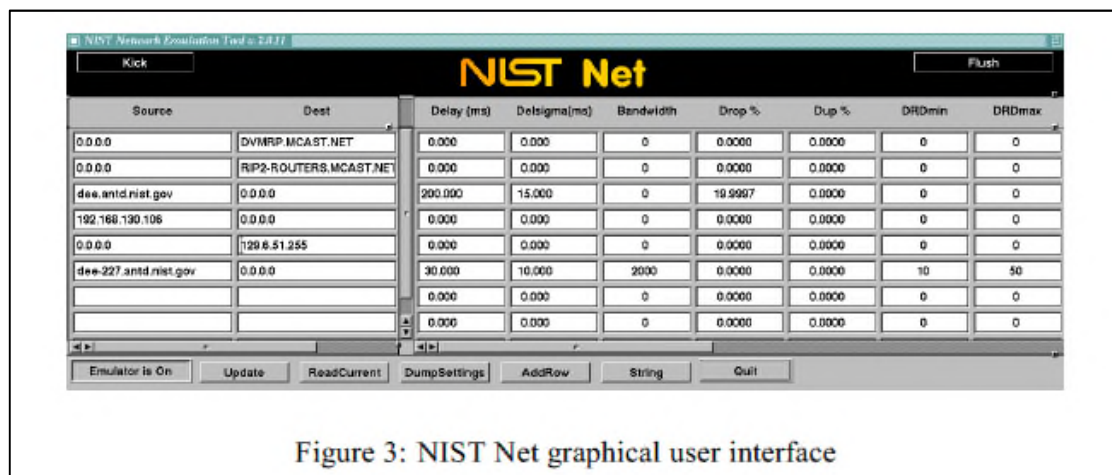 NIST Network Emulation Tool v. 2.0.11
Kick NIST Net Flush
Source Dest Delay (ms) Delsigma(ms) Bandwidth Drop % Dup % DRDmin DRDmax
0.0.0.0 DVMRP.MCAST.NET 0.000 0.000 0 0.0000 0.0000 0 0
0.0.0.0 RIP2-ROUTERS.MCAST.NET 0.000 0.000 0 0.0000 0.0000 0 0
dee.antd.nist.gov 0.0.0.0 200.000 15.000 0 19.9997 0.0000 0 0
192.168.130.106 0.0.0.0 0.000 0.000 0 0.0000 0.0000 0 0
0.0.0.0 129.6.51.255 0.000 0.000 0 0.0000 0.0000 0 0
dee-227.antd.nist.gov 0.0.0.0 30.000 10.000 2000 0.0000 0.0000 10 50
0.000 0.000 0 0.0000 0.0000 0 0
0.000 0.000 0 0.0000 0.0000 0 0
Emulator is On Update ReadCurrent DumpSettings AddRow String Quit
Figure 3: NIST Net graphical user interface